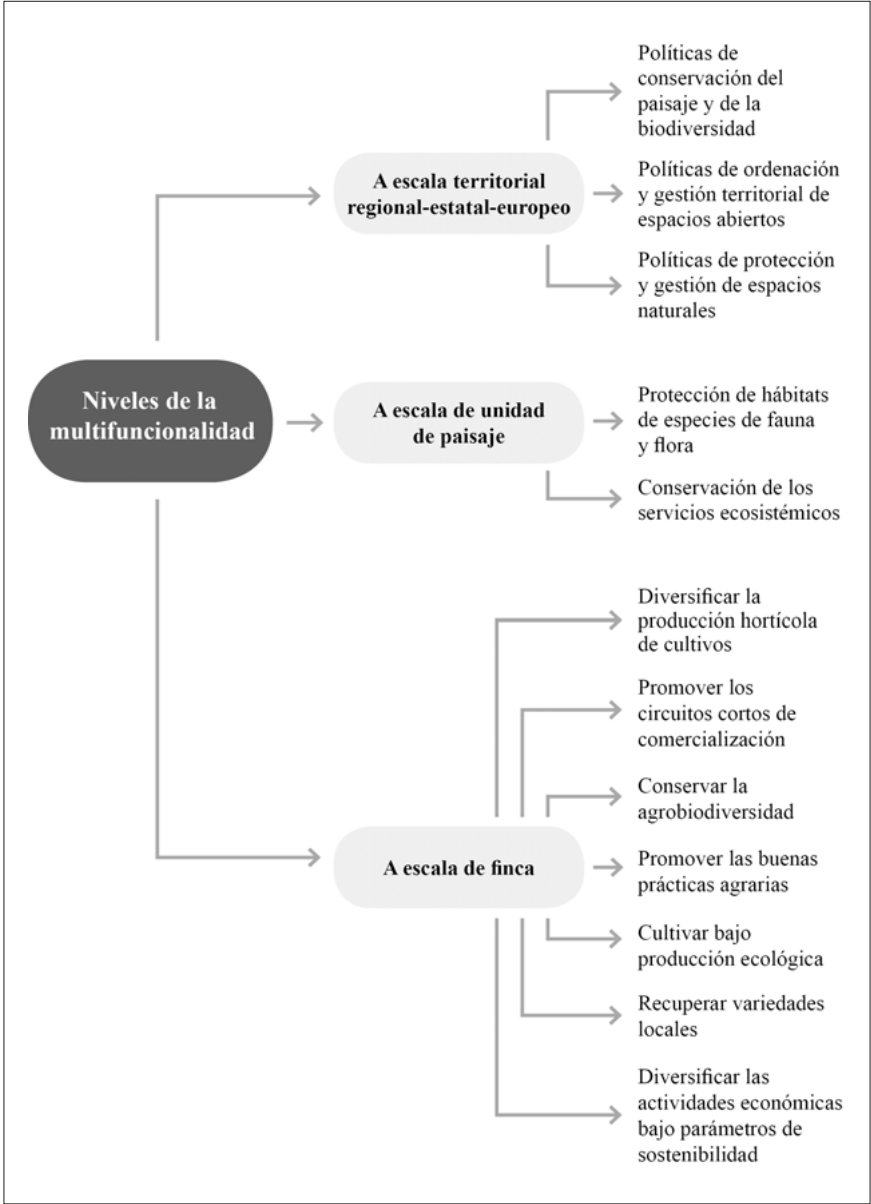 Políticas de
conservación del
paisaje y de la
biodiversidad
A escala territorial
regional-estatal-europeo
Políticas de ordenación
y gestión territorial de
espacios abiertos
Políticas de protección
y gestión de espacios
naturales
Niveles de la
multifuncionalidad
A escala de unidad
de paisaje
Protección de hábitats
de especies de fauna
y flora
Conservación de los
servicios ecosistémicos
Diversificar la
producción hortícola
de cultivos
Promover los
circuitos cortos de
comercialización
Conservar la
agrobiodiversidad
A escala de finca
Promover las buenas
prácticas agrarias
Cultivar bajo
producción ecológica
Recuperar variedades
locales
Diversificar las
actividades económicas
bajo parámetros de
sostenibilidad